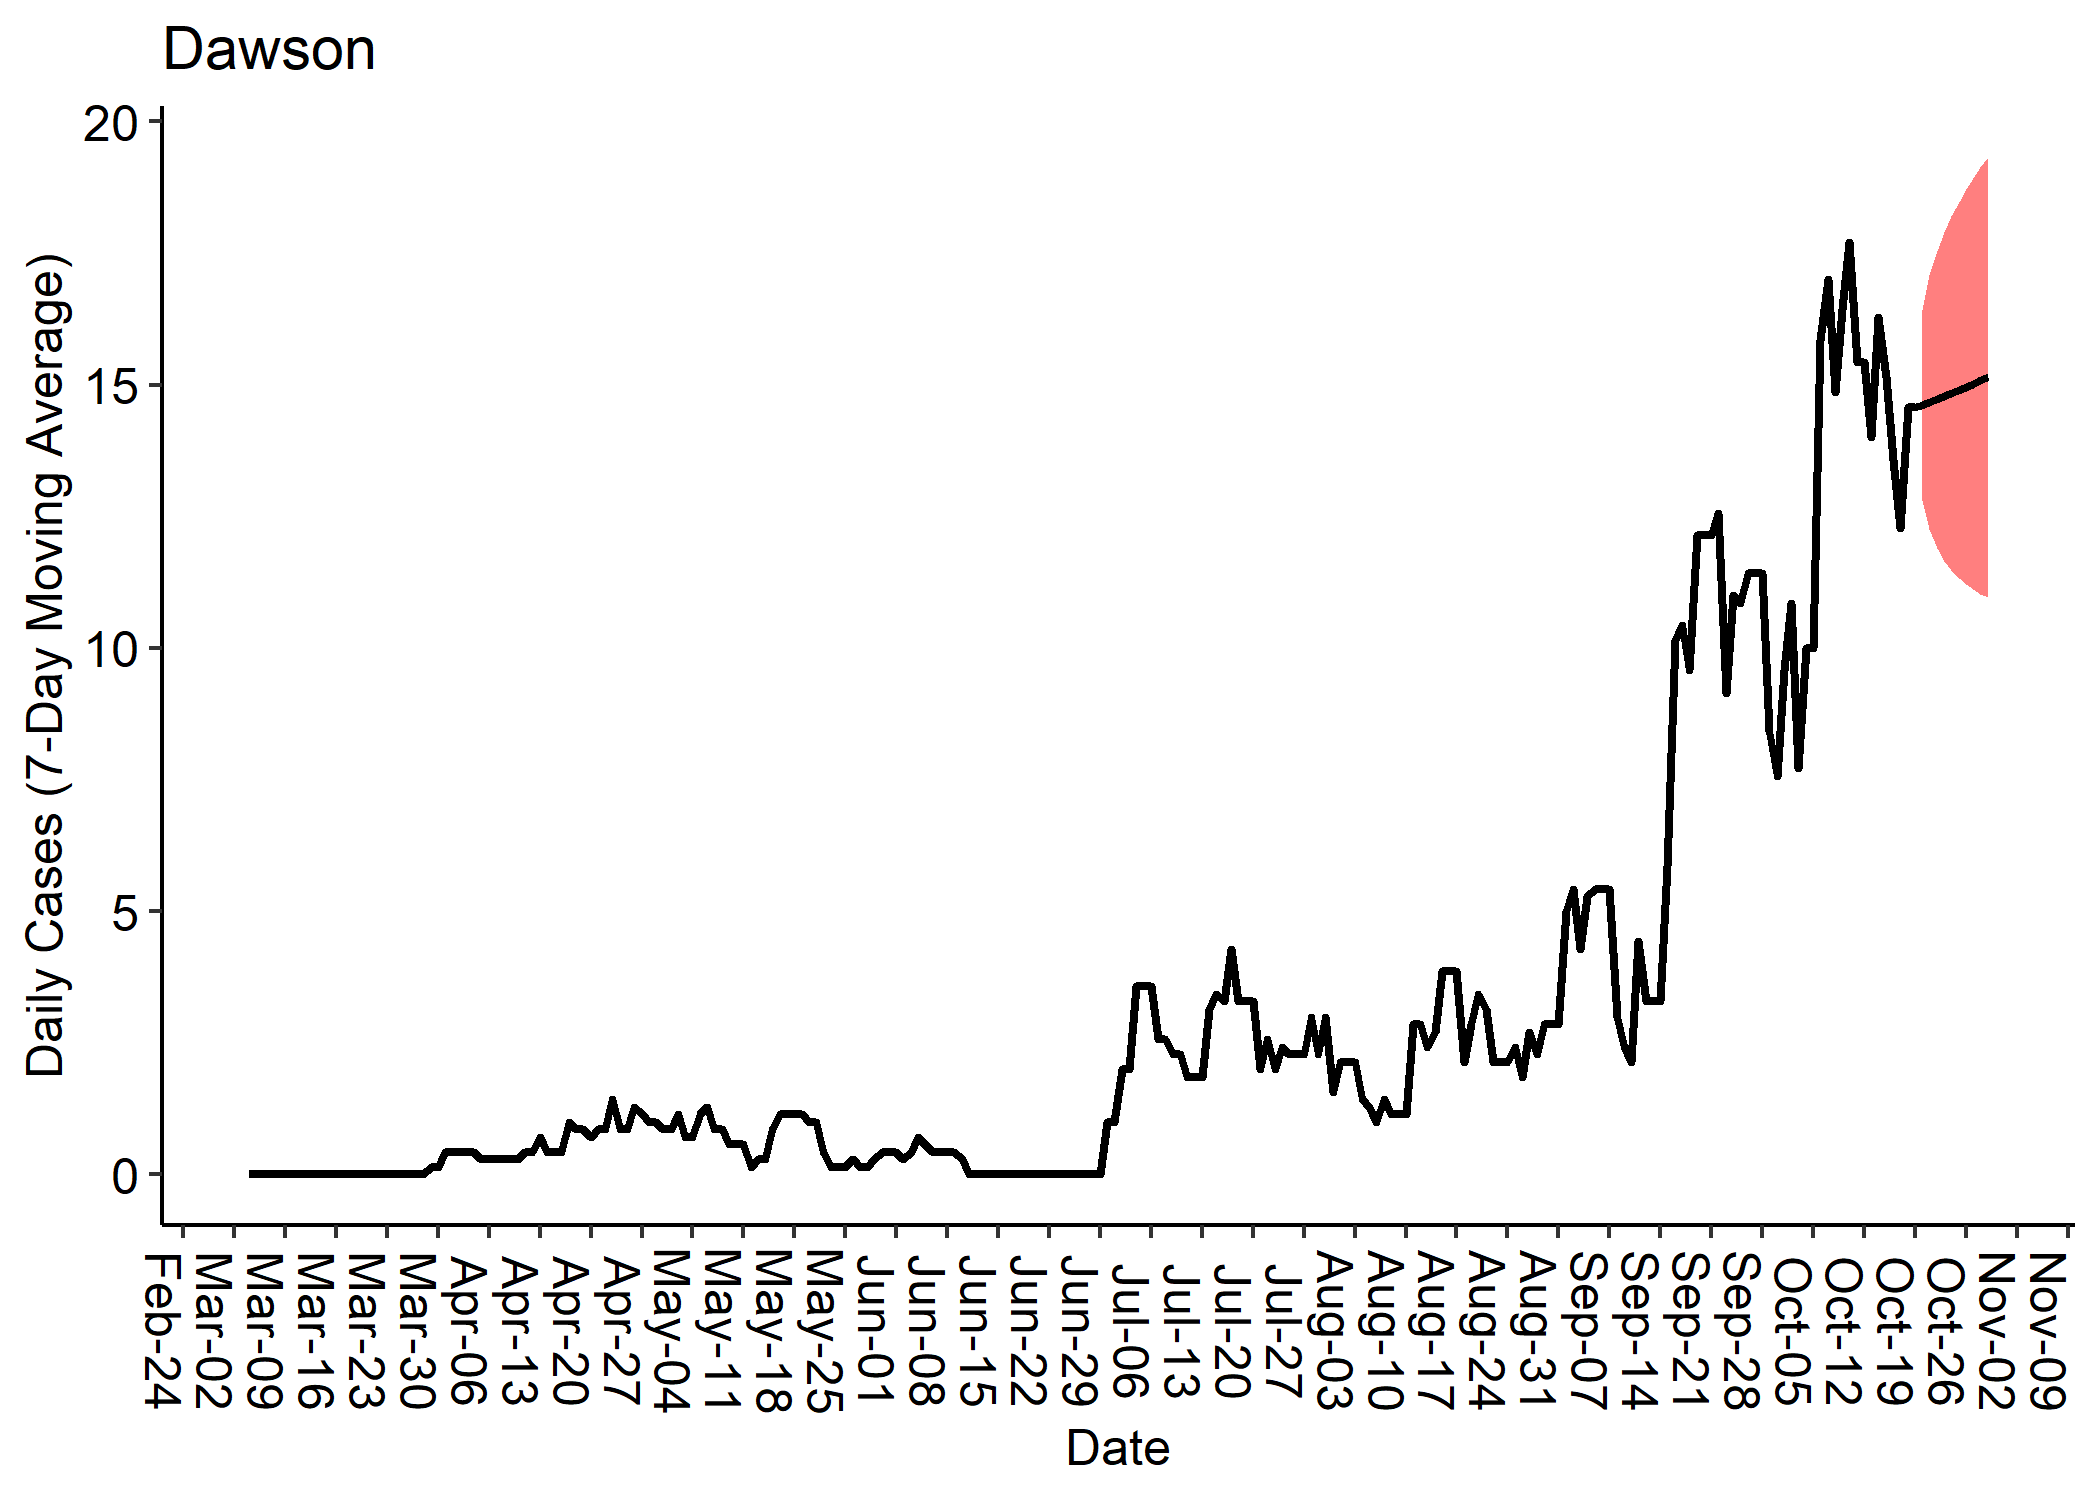 Dawson
Daily Cases (7-Day Moving Average)
20
15
10
5
0
Feb-24
Mar-02
Mar-09
Mar-16
Mar-23
Mar-30
Apr-06
Apr-13
Apr-20
Apr-27
May-04
May-11
May-18
May-25
Jun-01
Jun-08
Jun-15
Jun-22
Jun-29
Jul-06
Jul-13
Jul-20
Jul-27
Aug-03
Aug-10
Aug-17
Aug-24
Aug-31
Sep-07
Sep-14
Sep-21
Sep-28
Oct-05
Oct-12
Oct-19
Oct-26
Nov-02
Nov-09
Date